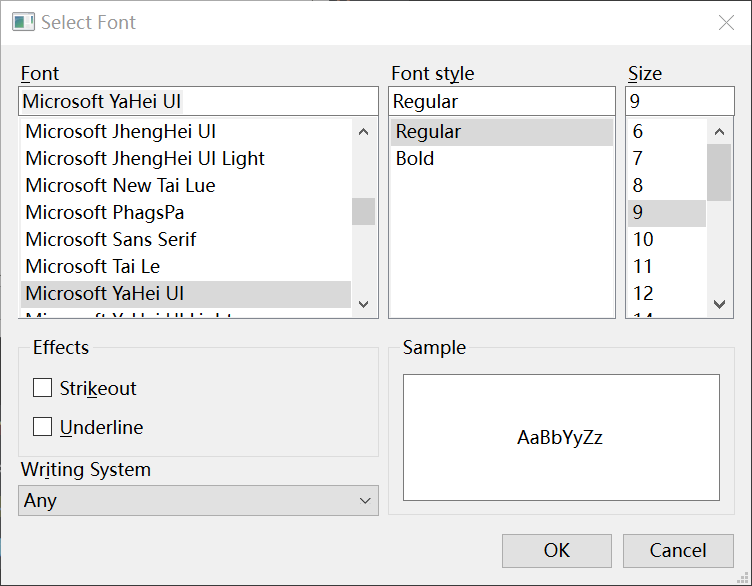 Select Font
Font
Font style
Size
Microsoft YaHei UI
Regular
9
Microsoft JhengHei UI
Microsoft JhengHei UI Light
Microsoft New Tai Lue
Microsoft PhagsPa
Microsoft Sans Serif
Microsoft Tai Le
Microsoft YaHei UI
Regular
Bold
6
7
8
9
10
11
12
Effects
Strikeout
Underline
Writing System
Any
Sample
AaBbYyZz
OK
Cancel